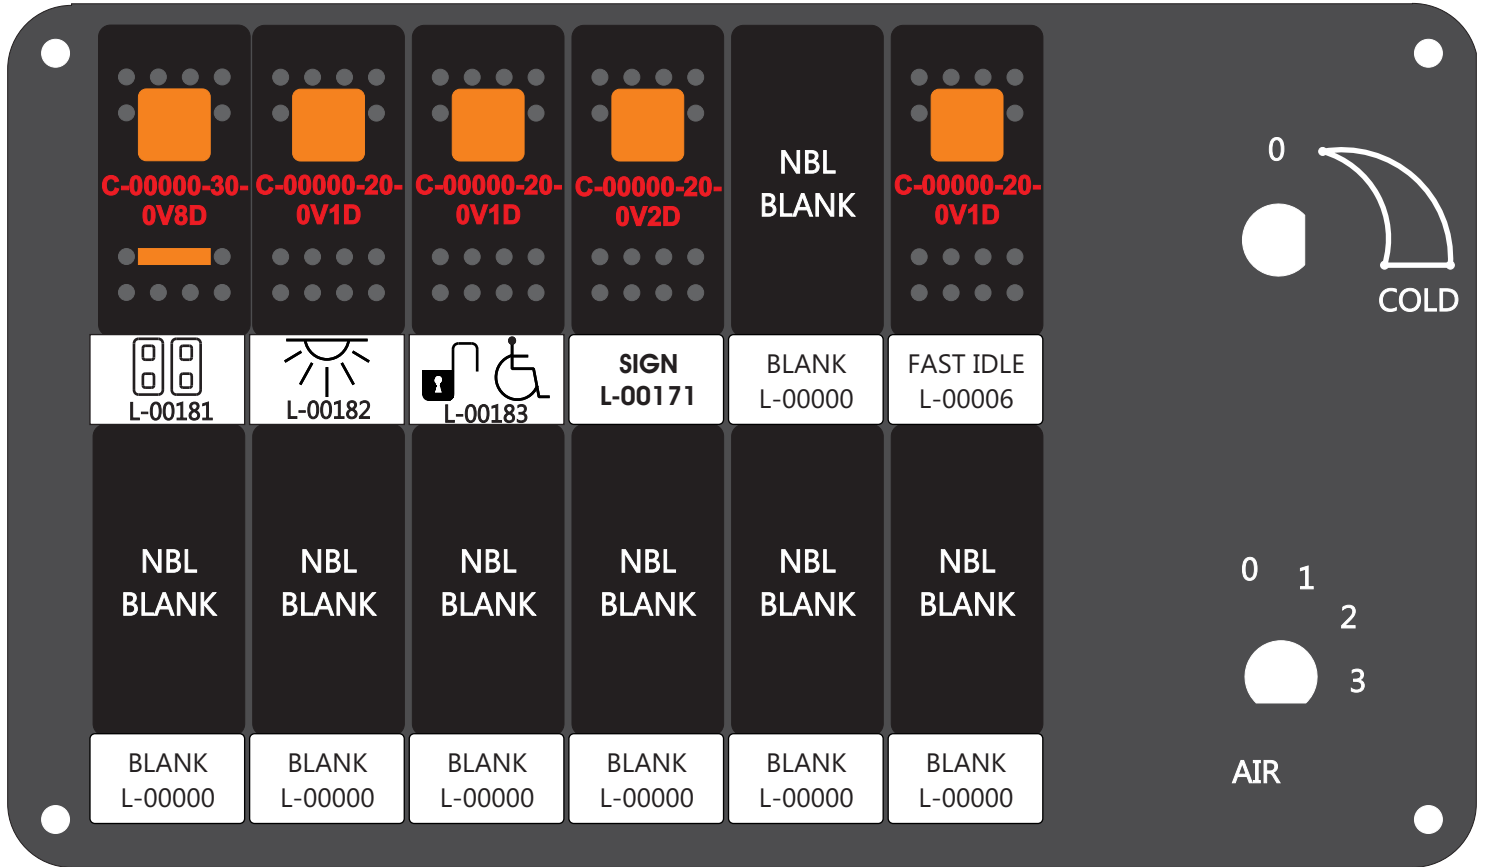 C-00000-30-
0V8D
C-00000-20-
0V1D
C-00000-20-
0V1D
C-00000-20-
0V2D
NBL
BLANK
C-00000-20-
0V1D
L-00181
L-00182
L-00183
SIGN
L-00171
BLANK
L-00000
FAST IDLE
L-00006
0
COLD
NBL
BLANK
NBL
BLANK
NBL
BLANK
NBL
BLANK
NBL
BLANK
NBL
BLANK
BLANK
L-00000
BLANK
L-00000
BLANK
L-00000
BLANK
L-00000
BLANK
L-00000
BLANK
L-00000
0
1
2
3
AIR